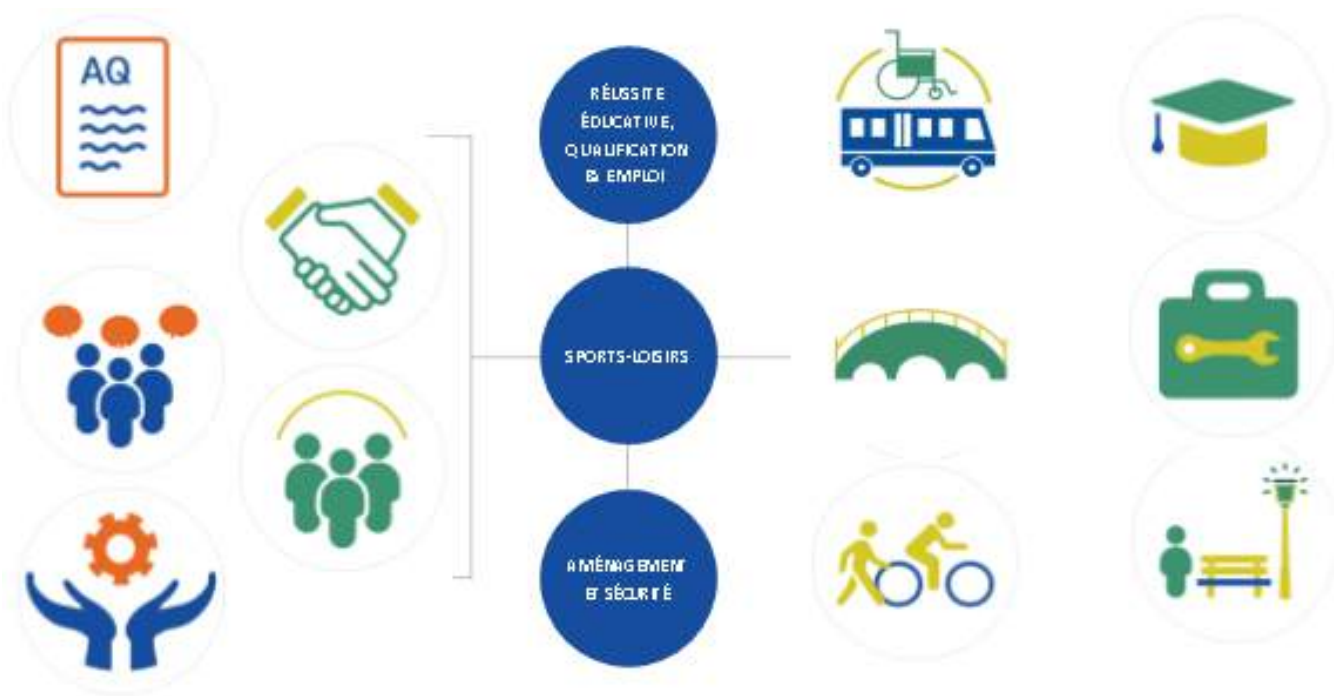 AQ
RÉUSSITE
ÉDUCATIVE,
QUALIFICATION
& EMPLOI
SPORTS-LOISIRS
AMÉNAGEMENT
ET SÉCURITÉ